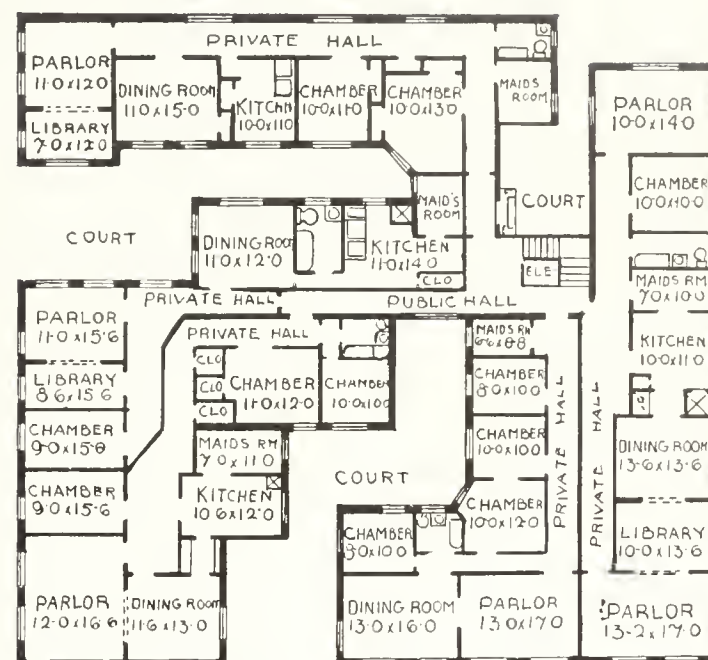 PRIVATE HALL
PARLOR
11·0x12·0
DINING ROOM
11·0x15·0
KITCHN
10·0x11·0
CHAMBER
10·0x11·0
CHAMBER
10·0x13·0
MAIDS
ROOM
LIBRARY
7·0x12·0
PARLOR
10·0x14·0
CHAMBER
10·0x10·0
MAID'S
ROOM
COURT
COURT
DINING ROOM
11·0x12·0
KITCHEN
11·0x14·0
CLO
ELE
MAIDS RM
7·0x10·0
PRIVATE HALL
PUBLIC HALL
PARLOR
11·0x15·6
PRIVATE HALL
MAIDS RM
6·6x8·8
KITCHEN
10·0x11·0
LIBRARY
8·6x15·6
CLO
CLO
CLO
CHAMBER
11·0x12·0
CHAMBER
10·0x10·0
CHAMBER
8·0x10·0
CHAMBER
9·0x15·8
CHAMBER
10·0x10·0
PRIVATE HALL
PRIVATE HALL
DINING ROOM
13·6x13·6
MAIDS RM
7·0x11·0
COURT
CHAMBER
9·0x15·6
KITCHEN
10·6x12·0
CHAMBER
10·0x12·0
CHAMBER
8·0x10·0
LIBRARY
10·0x13·6
PARLOR
12·0x16·6
DINING ROOM
11·6x13·0
DINING ROOM
13·0x16·0
PARLOR
13·0x17·0
PARLOR
13-2x17·0